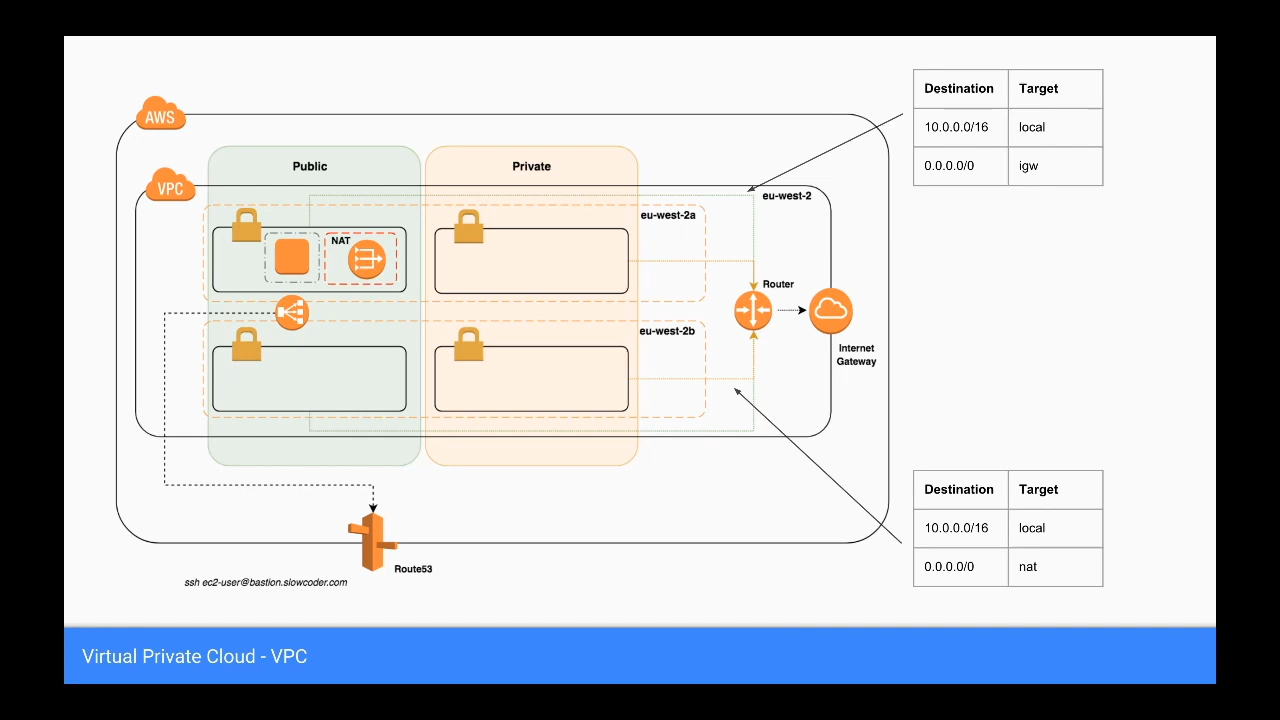 Destination Target
10.0.0.0/16 local
0.0.0.0/0 igw
AWS
Public
Private
VPC
eu-west-2
eu-west-2a
NAT
Router
eu-west-2b
Internet
Gateway
Destination Target
10.0.0.0/16 local
0.0.0.0/0 nat
Route53
ssh ec2-user@bastion.slowcoder.com
Virtual Private Cloud - VPC